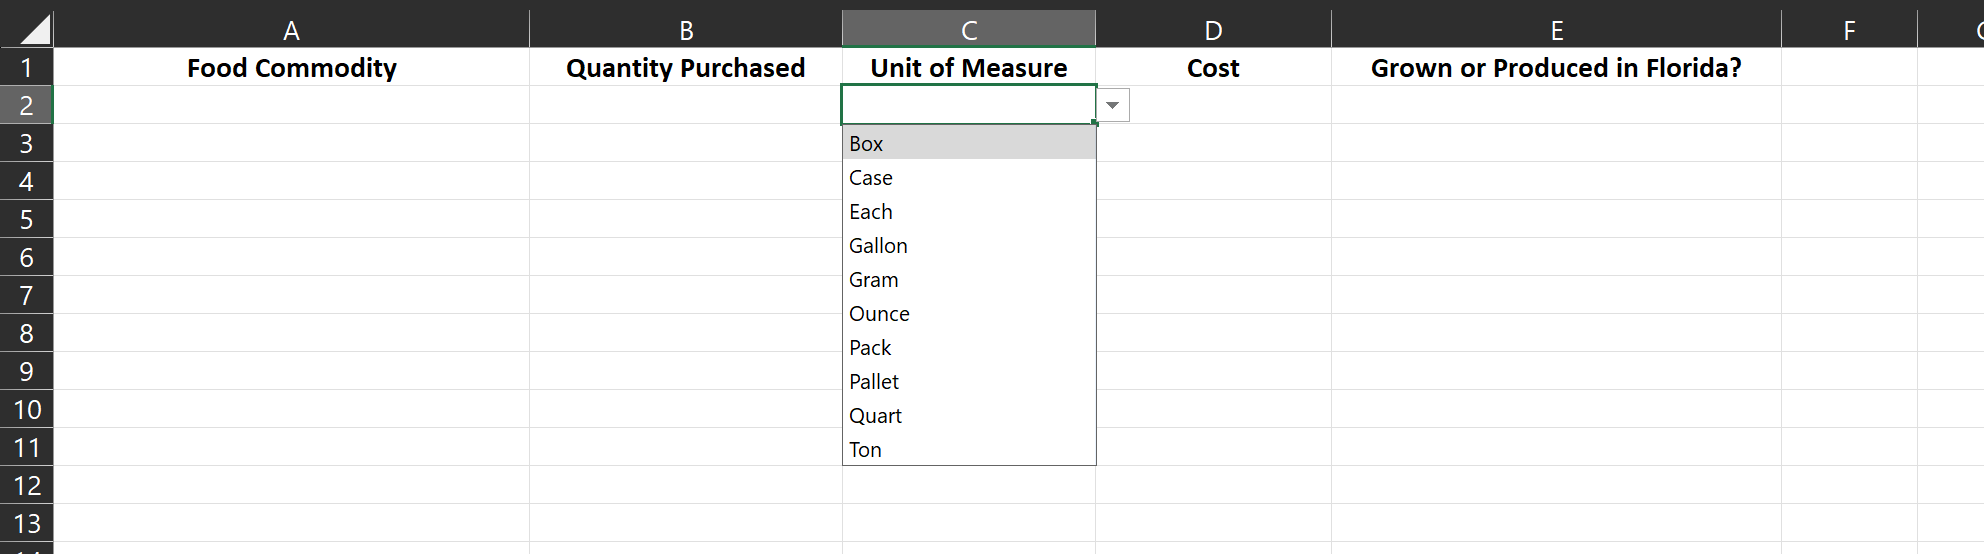 A B C D E F
1 Food Commodity Quantity Purchased Unit of Measure Cost Grown or Produced in Florida?
2
3 Box
4 Case
5 Each
6 Gallon
7 Gram
8 Ounce
9 Pack
10 Pallet
11 Quart
Ton
12
13